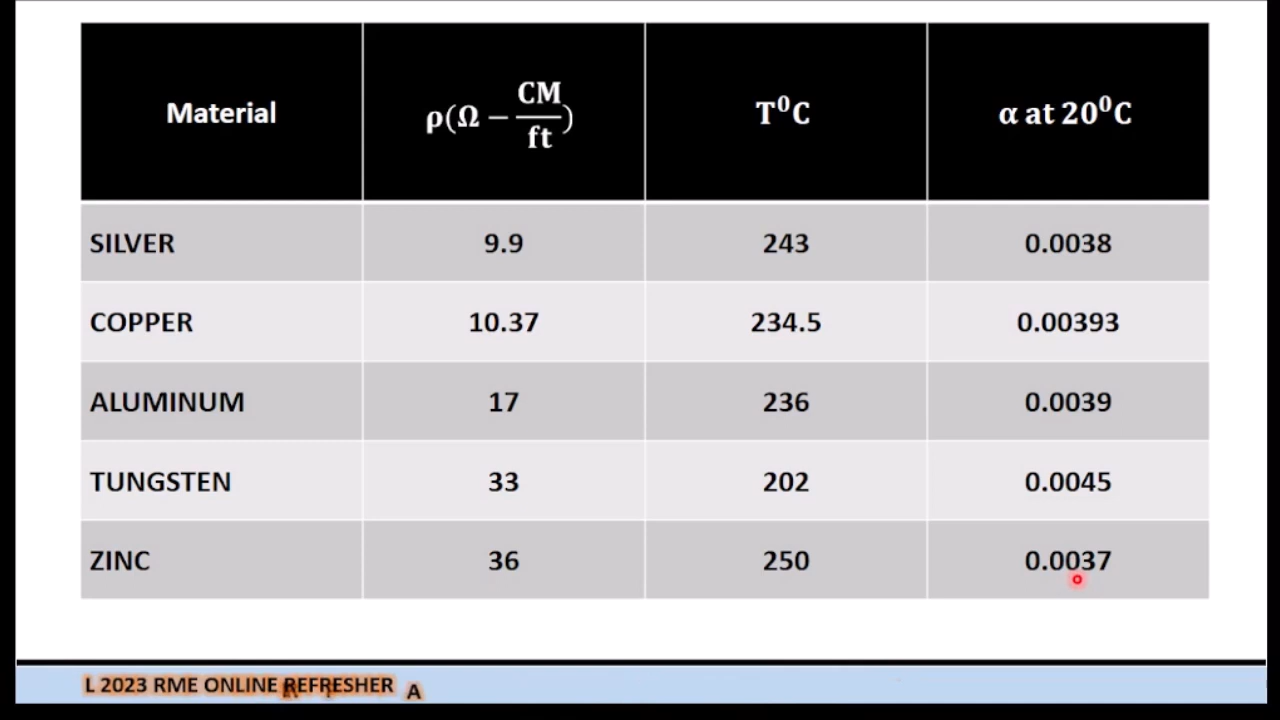 Material ρ(Ω − CM/ft) T⁰C α at 20⁰C
SILVER 9.9 243 0.0038
COPPER 10.37 234.5 0.00393
ALUMINUM 17 236 0.0039
TUNGSTEN 33 202 0.0045
ZINC 36 250 0.0037
L 2023 RME ONLINE REFRESHER A